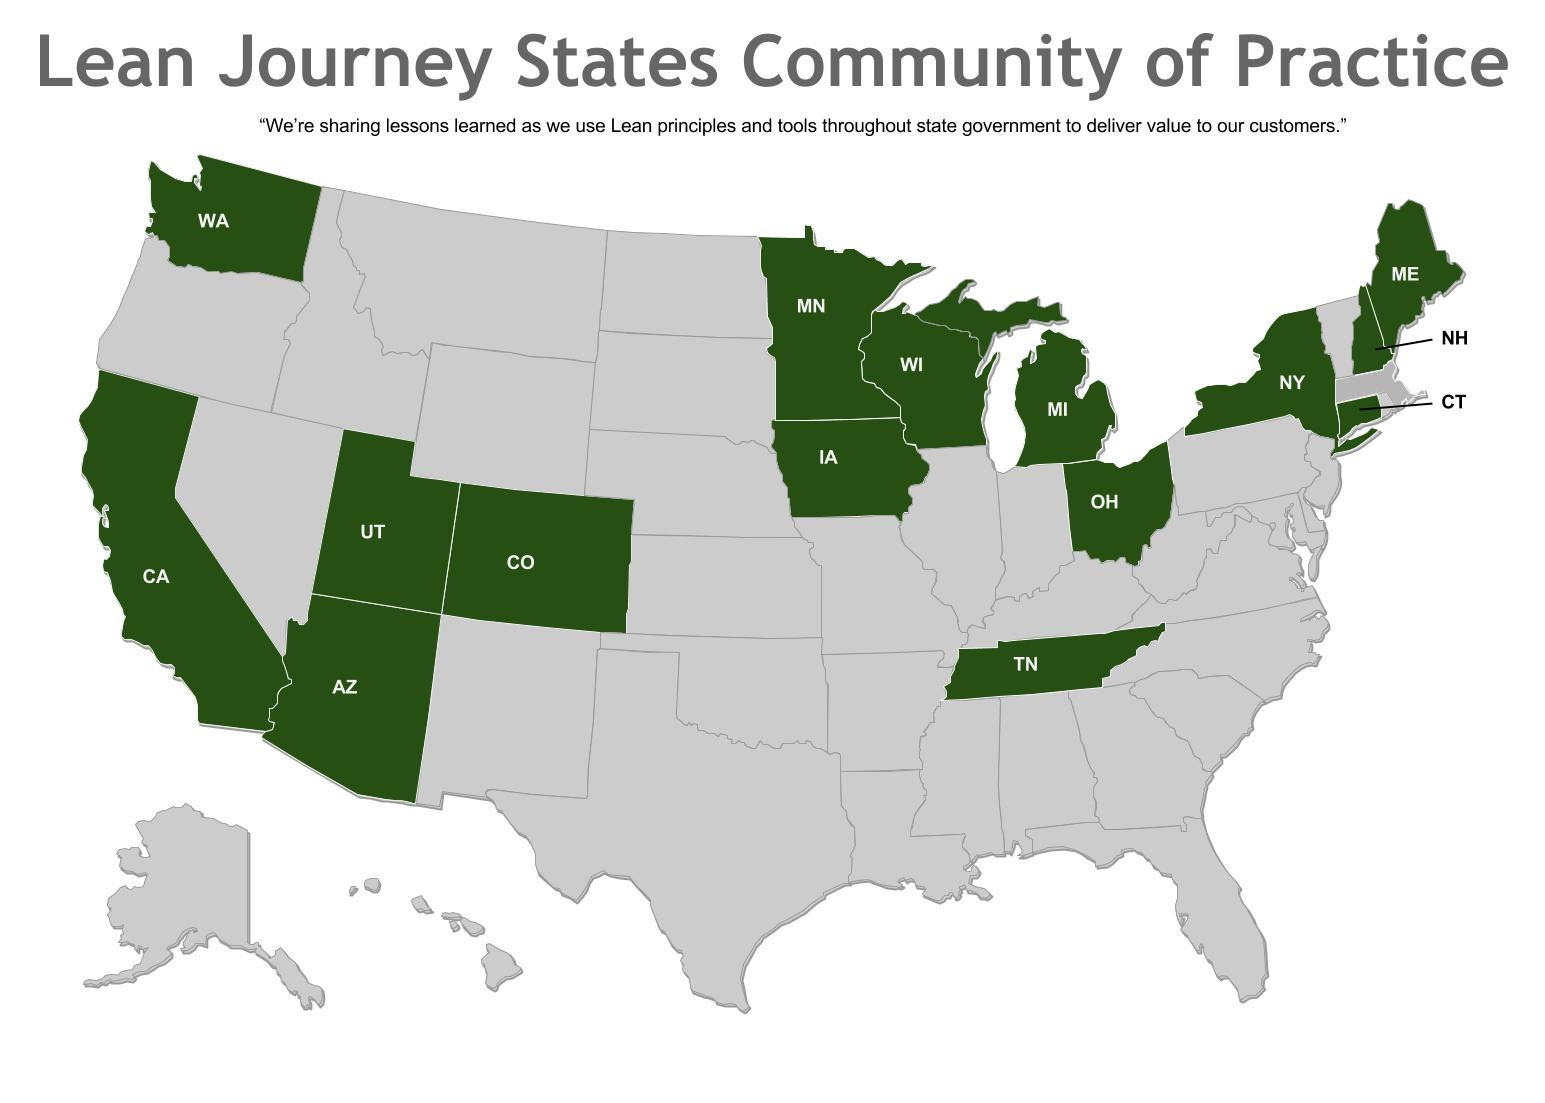 Lean Journey States Community of Practice
“We’re sharing lessons learned as we use Lean principles and tools throughout state government to deliver value to our customers.”
WA
ME
MN
NH
WI
NY
CT
MI
IA
OH
UT
CO
CA
TN
AZ